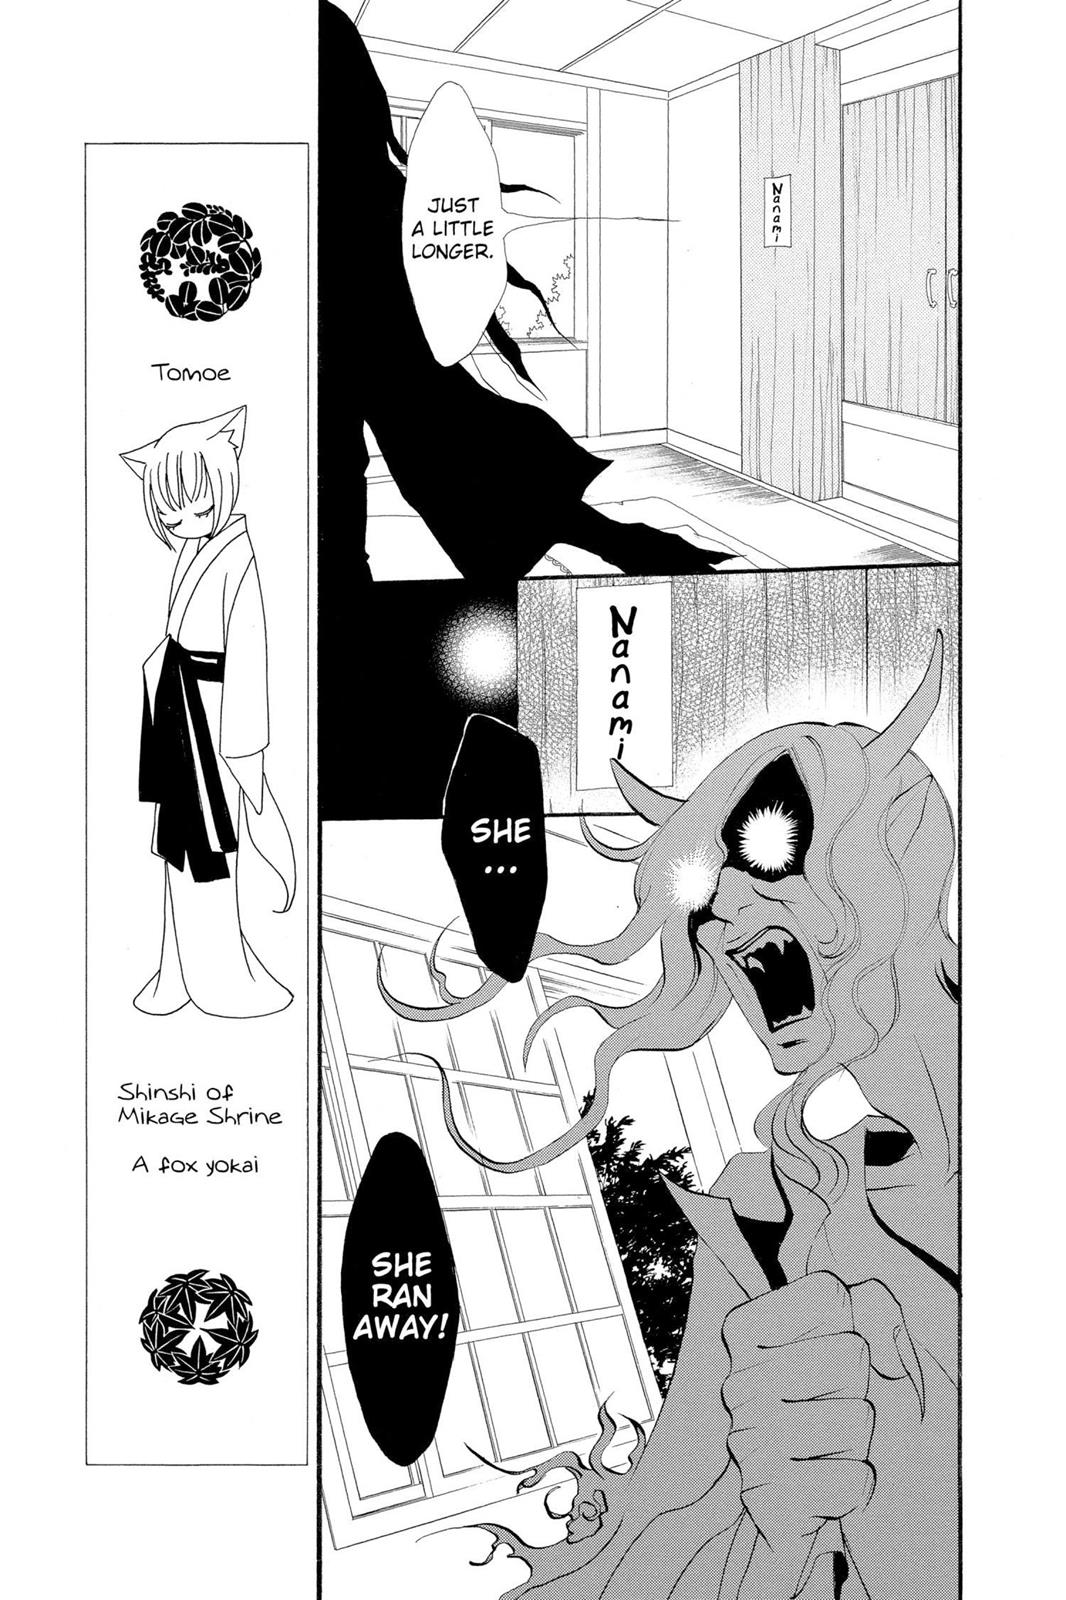 JUST
A LITTLE
LONGER.
Nanami
Nanami
SHE
...
SHE
RAN
AWAY!
Tomoe
Shinshi of
Mikage Shrine
A fox yokai